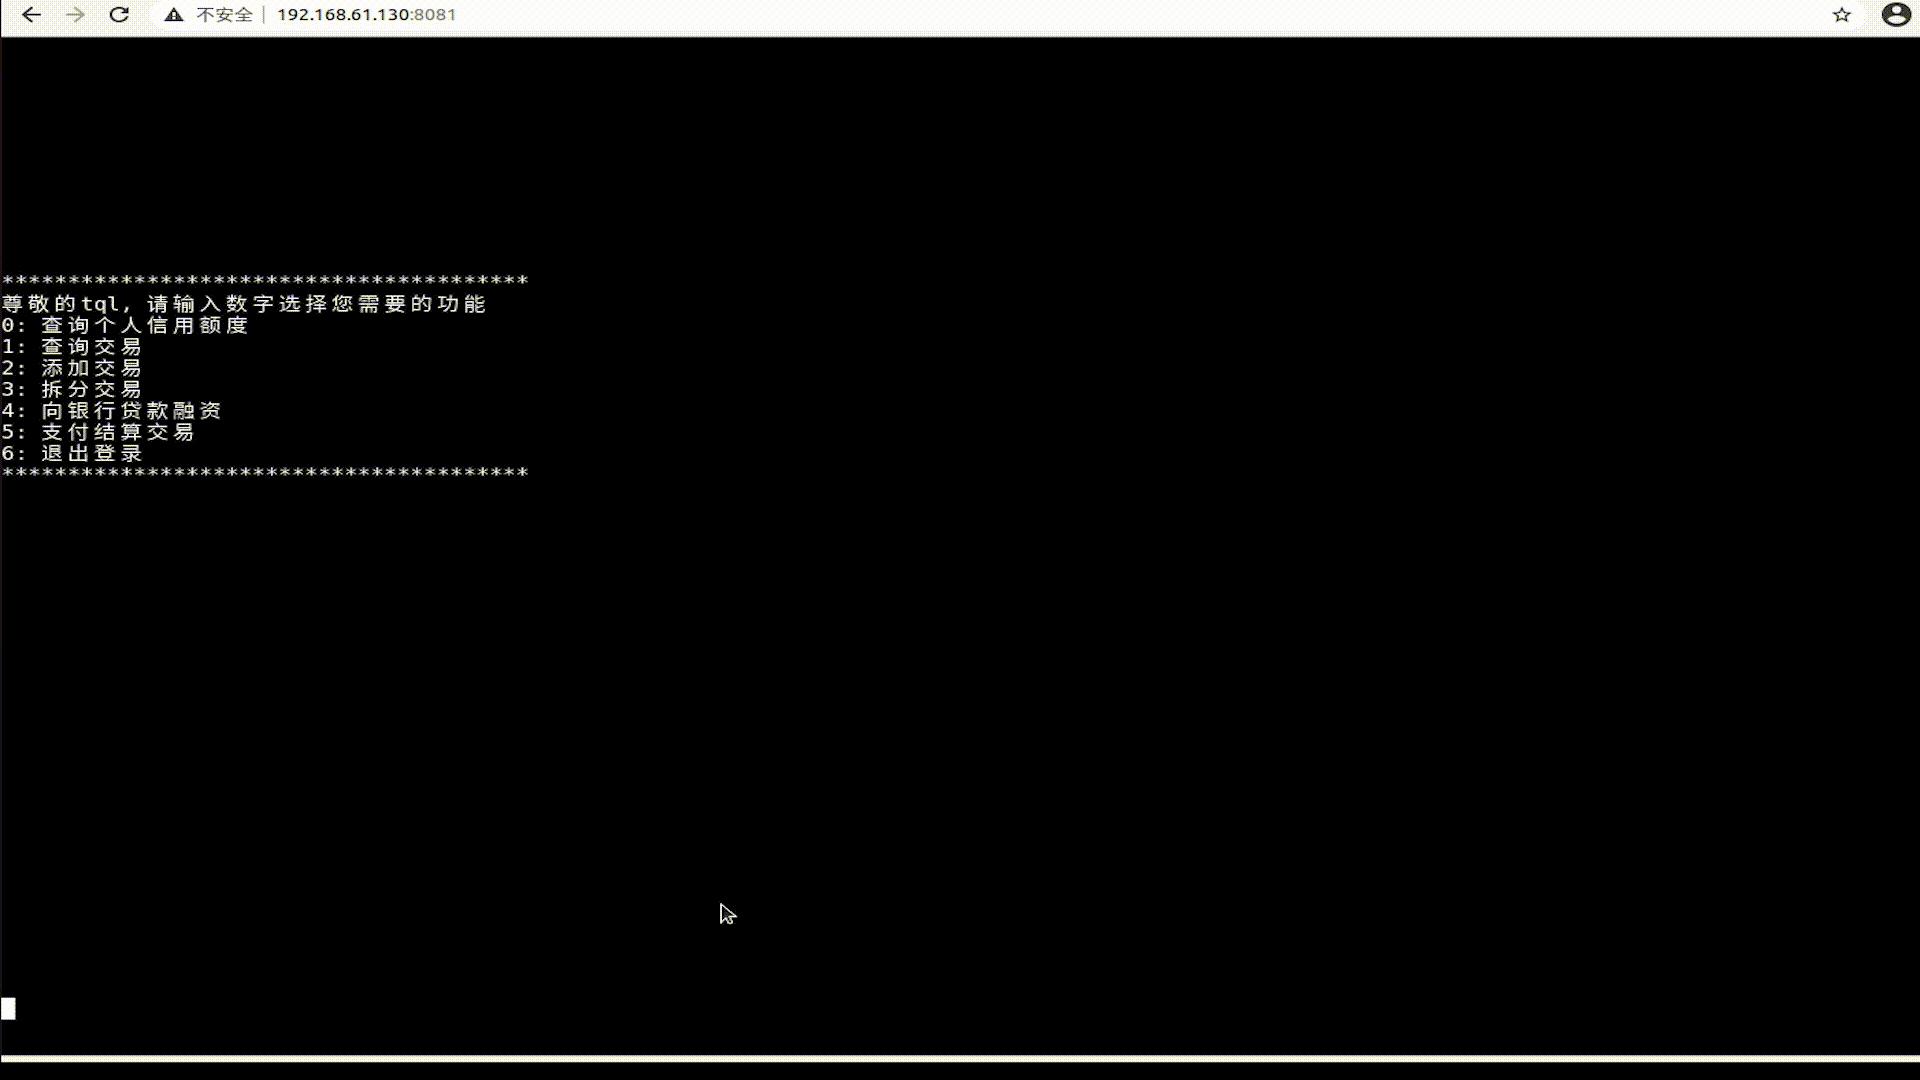 不安全 | 192.168.61.130:8081
****************************************
尊敬的tql, 请输入数字选择您需要的功能
0: 查询个人信用额度
1: 查询交易
2: 添加交易
3: 拆分交易
4: 向银行贷款融资
5: 支付结算交易
6: 退出登录
****************************************